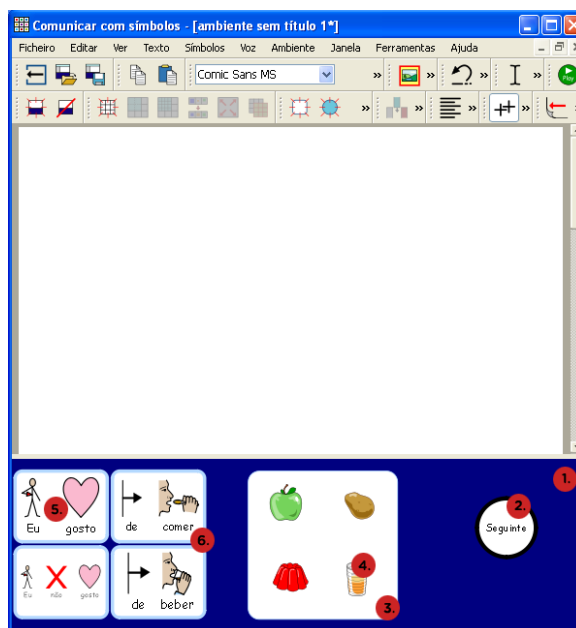 Comunicar com símbolos - [ambiente sem título 1*]
Ficheiro Editar Ver Texto Símbolos Voz Ambiente Janela Ferramentas Ajuda
Comic Sans MS
Play
1.
5.
2.
Eu gosto
de comer
Seguinte
6.
4.
Eu não gosto
de beber
3.